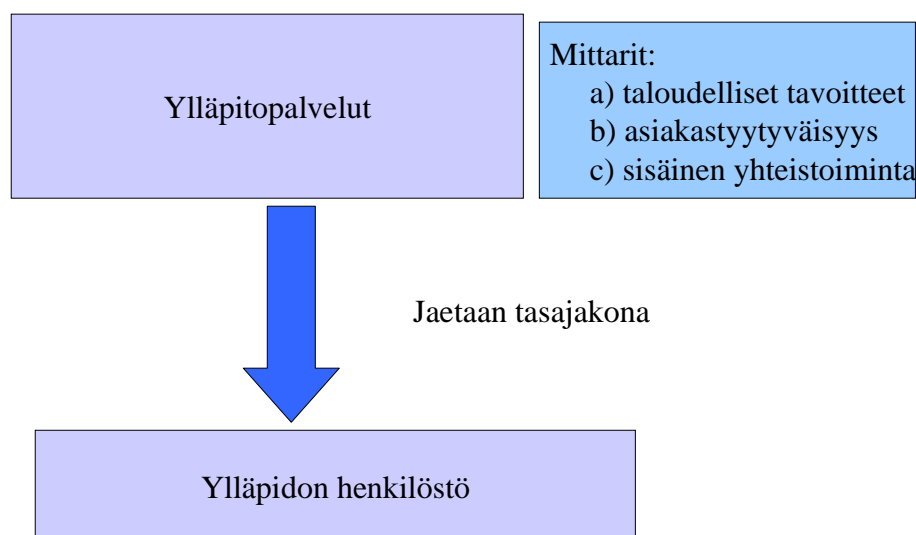 Ylläpitopalvelut
Mittarit:
a) taloudelliset tavoitteet
b) asiakastyytyväisyys
c) sisäinen yhteistoiminta
Jaetaan tasajakona
Ylläpidon henkilöstö